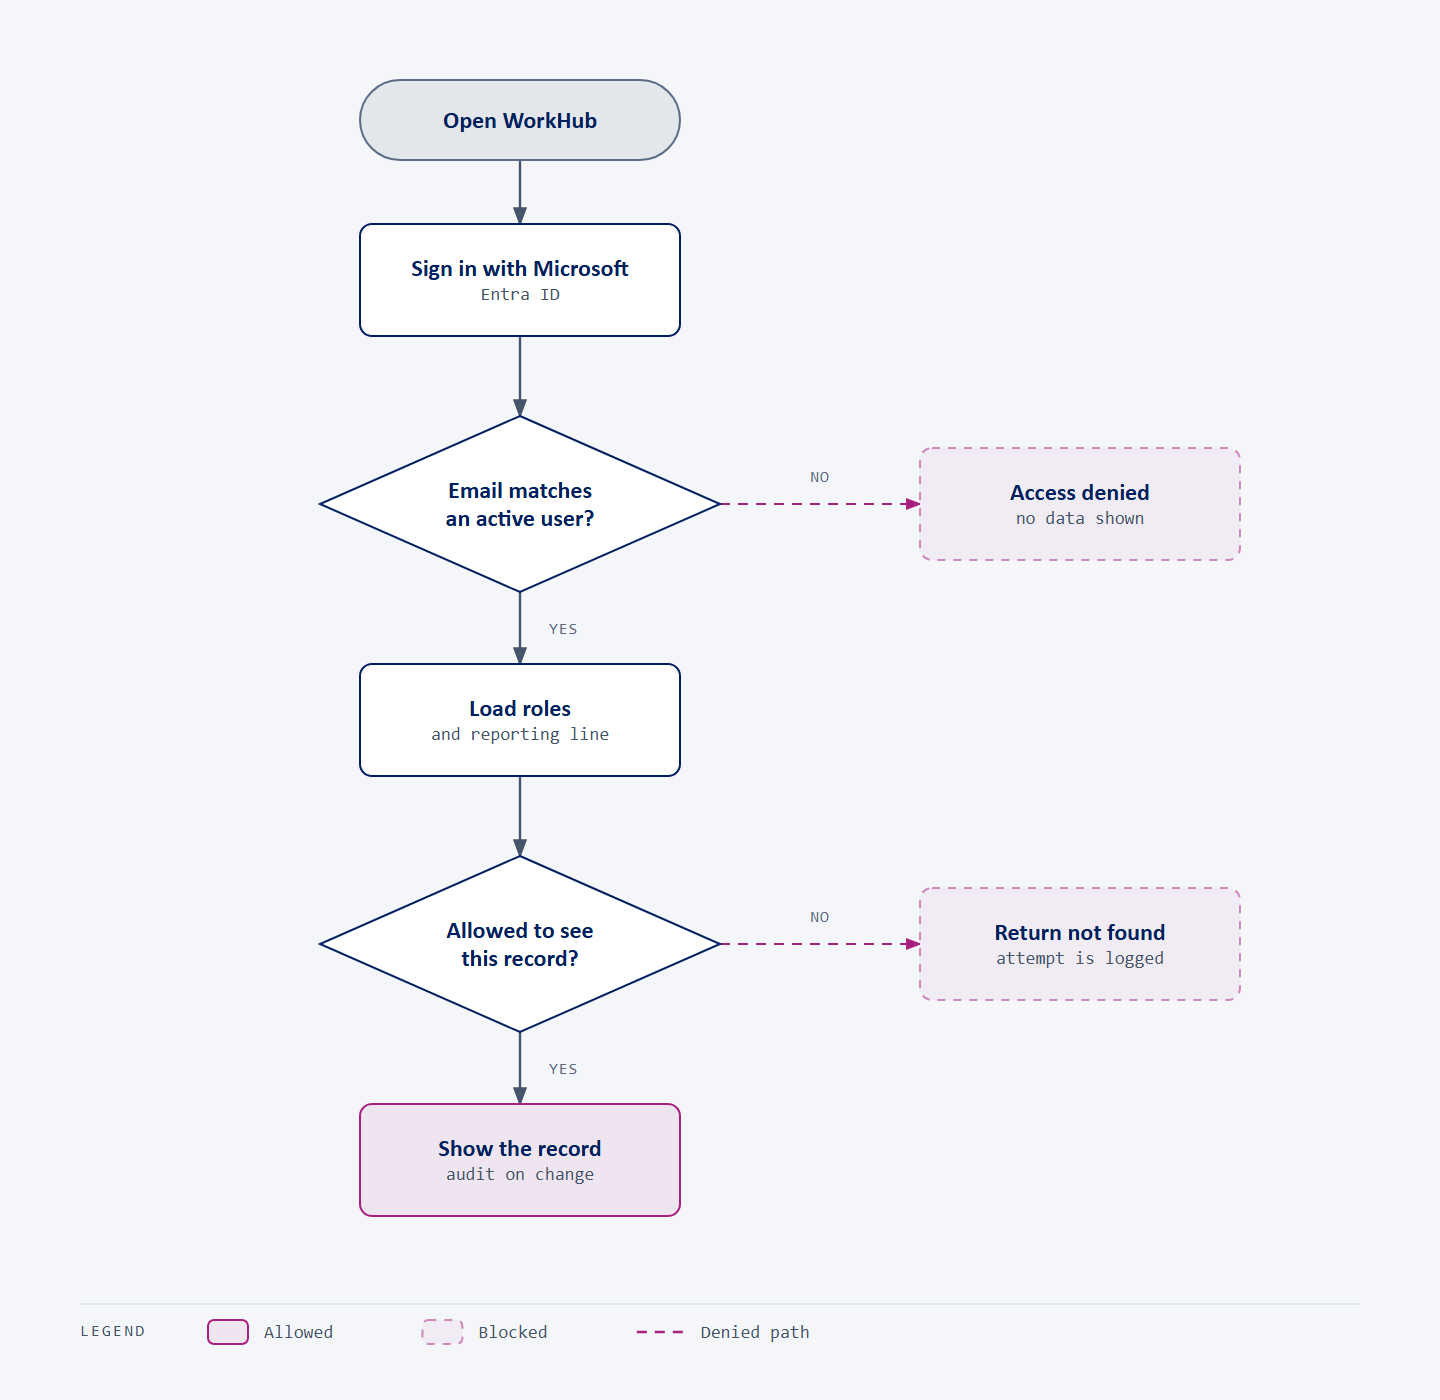 Open WorkHub
Sign in with Microsoft
Entra ID
Email matches
an active user?
NO
Access denied
no data shown
YES
Load roles
and reporting line
Allowed to see
this record?
NO
Return not found
attempt is logged
YES
Show the record
audit on change
LEGEND
Allowed
Blocked
Denied path